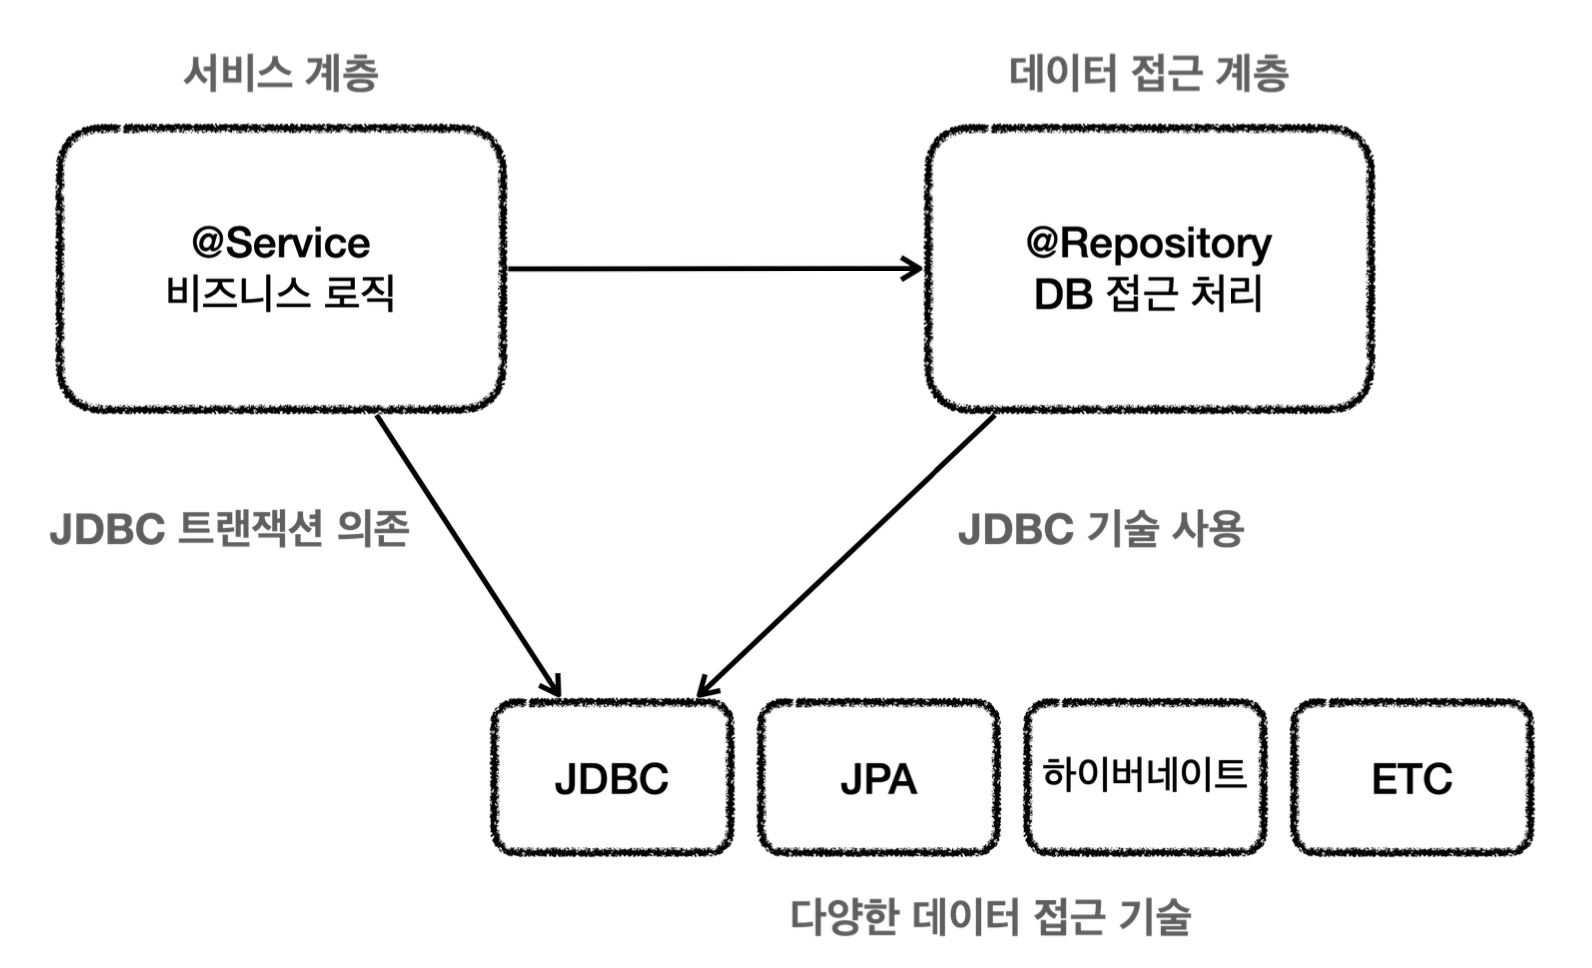 서비스 계층
데이터 접근 계층
@Service
비즈니스 로직
@Repository
DB 접근 처리
JDBC 트랜잭션 의존
JDBC 기술 사용
JDBC
JPA
하이버네이트
ETC
다양한 데이터 접근 기술